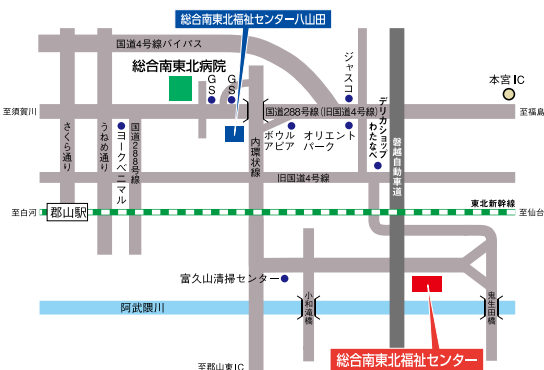 総合南東北福祉センター八山田
国道4号線バイパス
総合南東北病院
GS
GS
ジャスコ
本宮IC
至須賀川
国道288号線(旧国道4号線)
至福島
さくら通り
うねめ通り
ヨークベニマル
国道288号線
内環状線
ボウル
アピア
オリエント
パーク
デリカショップ
わたなべ
磐越自動車道
旧国道4号線
東北新幹線
至白河
郡山駅
至仙台
富久山清掃センター
小和滝橋
鬼生田橋
阿武隈川
総合南東北福祉センター
至郡山東IC